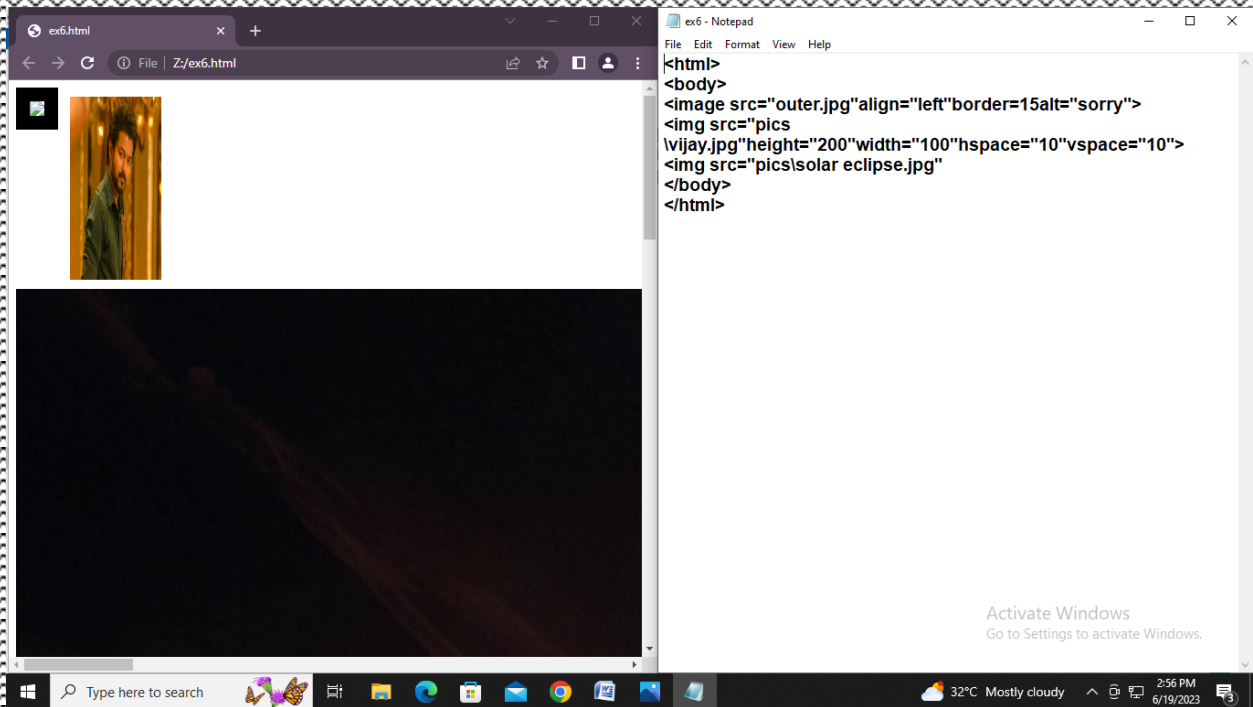 ex6.html
File Z:/ex6.html
ex6 - Notepad
File Edit Format View Help
<html>
<body>
<image src="outer.jpg"align="left"border=15alt="sorry">
<img src="pics
\vijay.jpg"height="200"width="100"hspace="10"vspace="10">
<img src="pics\solar eclipse.jpg"
</body>
</html>
Activate Windows
Go to Settings to activate Windows.
Type here to search
32°C Mostly cloudy
2:56 PM
6/19/2023
3